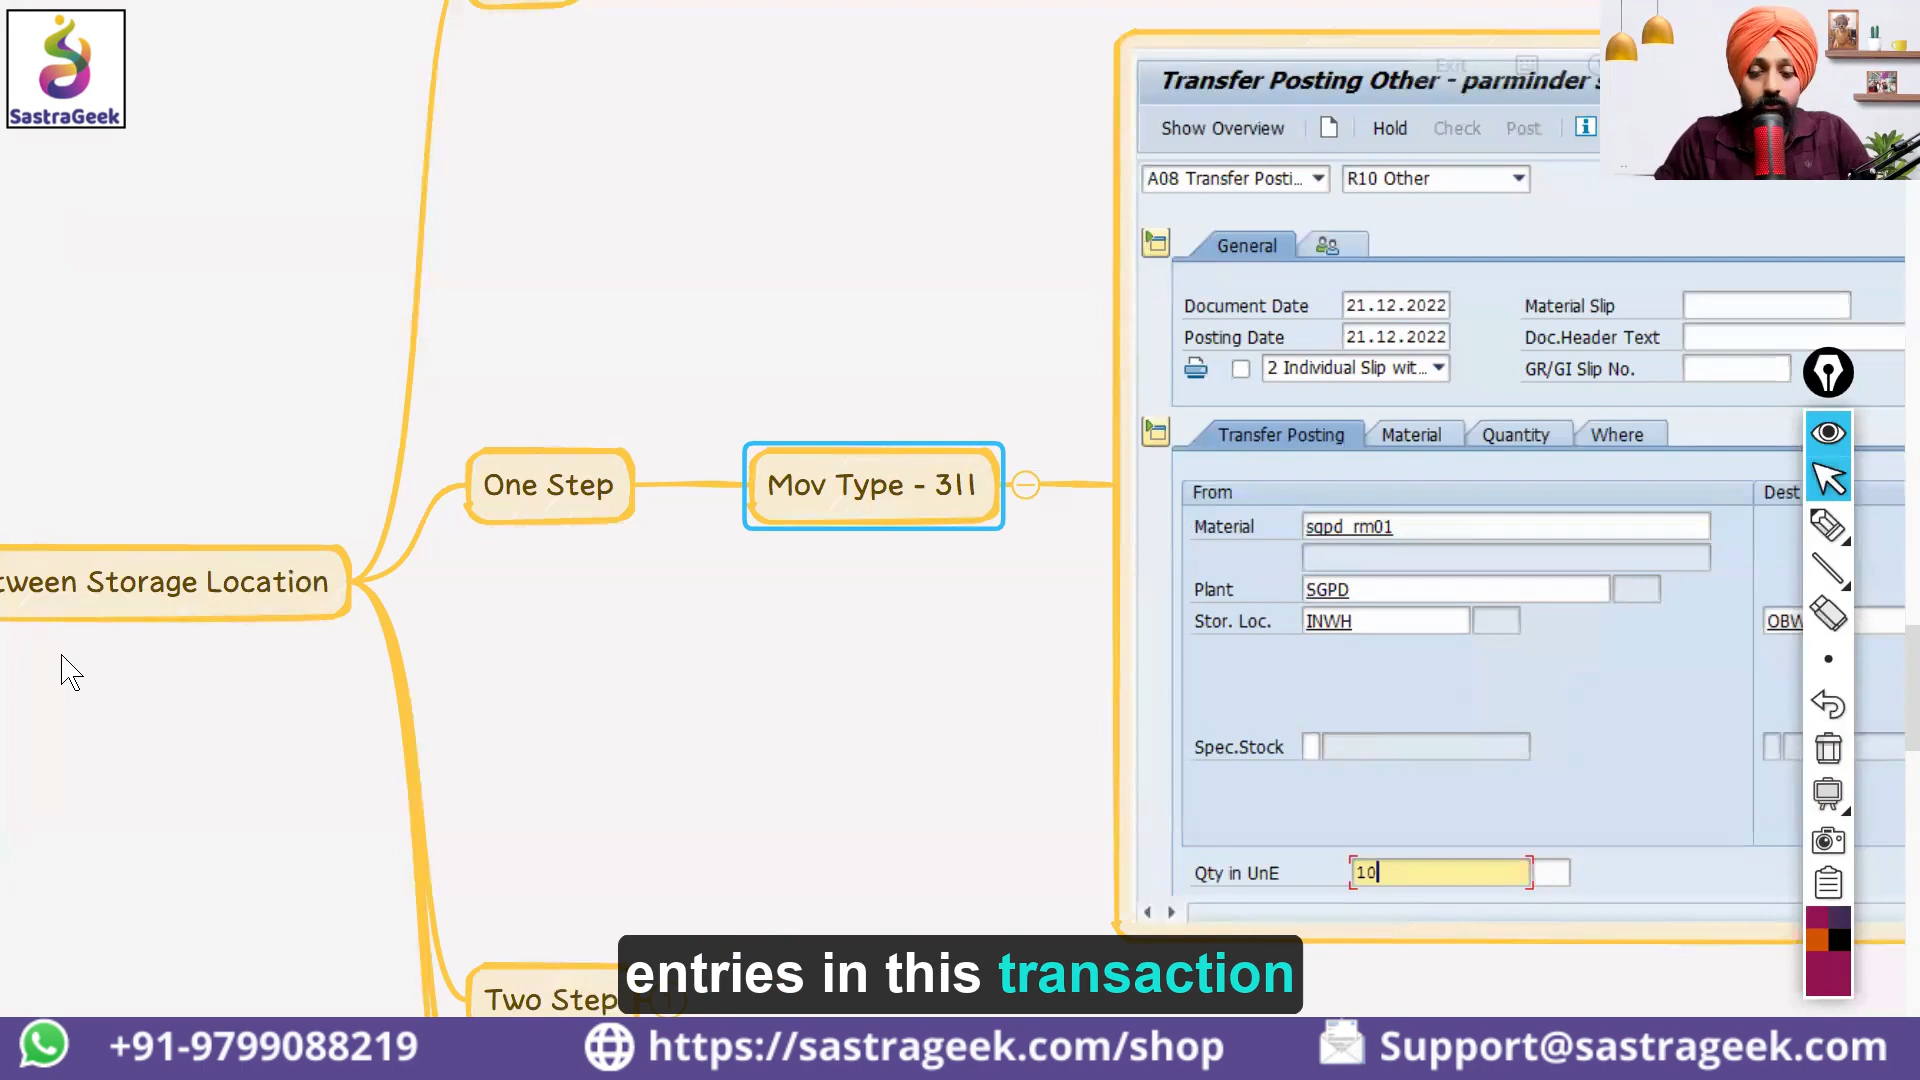 SastraGeek
Transfer Posting Other - parminder
Exit
Show Overview Hold Check Post
A08 Transfer Posti... R10 Other
General
Document Date 21.12.2022 Material Slip
Posting Date 21.12.2022 Doc.Header Text
2 Individual Slip wit... GR/GI Slip No.
Transfer Posting Material Quantity Where
From Dest
Material sgpd_rm01
Plant SGPD
Stor. Loc. INWH OBW
Spec.Stock
Qty in UnE 10
One Step
Mov Type - 311
tween Storage Location
Two Step
entries in this transaction
+91-9799088219 https://sastrageek.com/shop Support@sastrageek.com